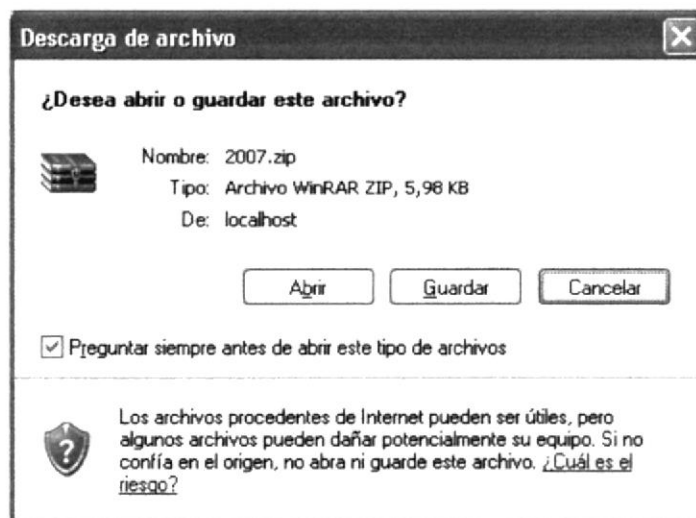 Descarga de archivo
¿Desea abrir o guardar este archivo?
Nombre: 2007.zip
Tipo: Archivo WinRAR ZIP, 5,98 KB
De: localhost
Abrir Guardar Cancelar
Preguntar siempre antes de abrir este tipo de archivos
Los archivos procedentes de Internet pueden ser útiles, pero
algunos archivos pueden dañar potencialmente su equipo. Si no
confía en el origen, no abra ni guarde este archivo. ¿Cuál es el
riesgo?